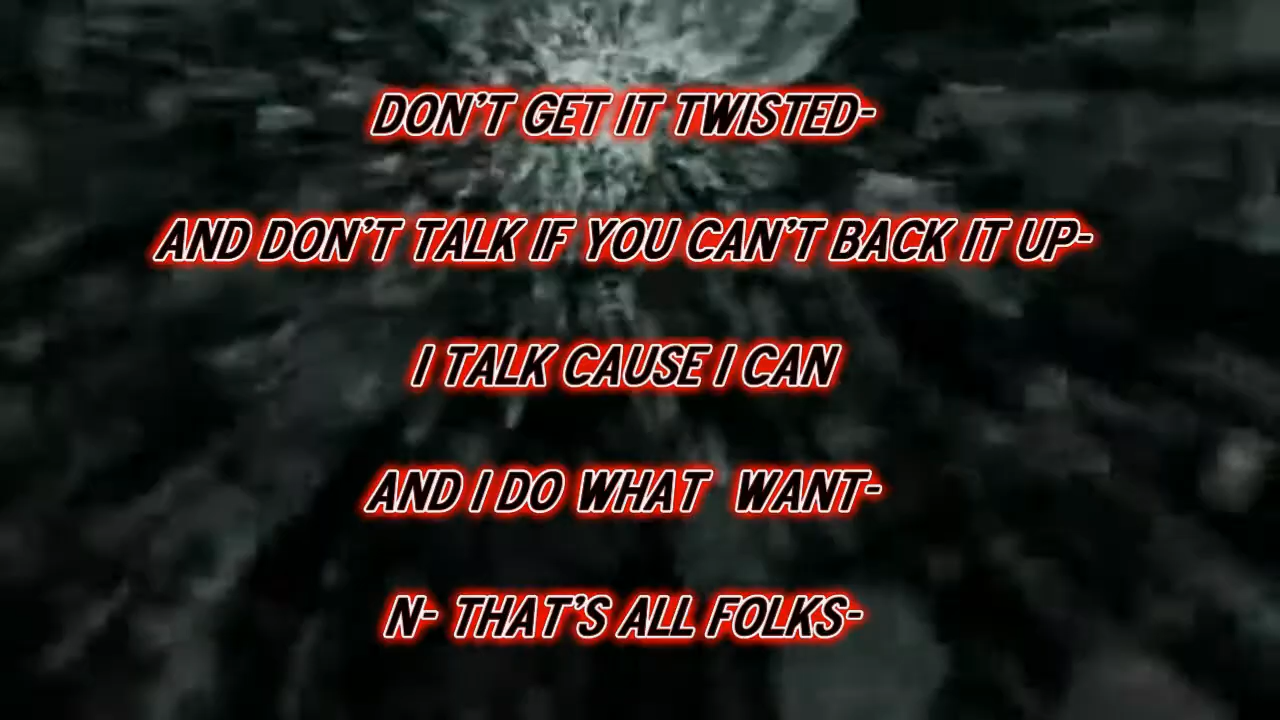 DON'T GET IT TWISTED-
AND DON'T TALK IF YOU CAN'T BACK IT UP-
I TALK CAUSE I CAN
AND I DO WHAT  WANT-
N- THAT'S ALL FOLKS-